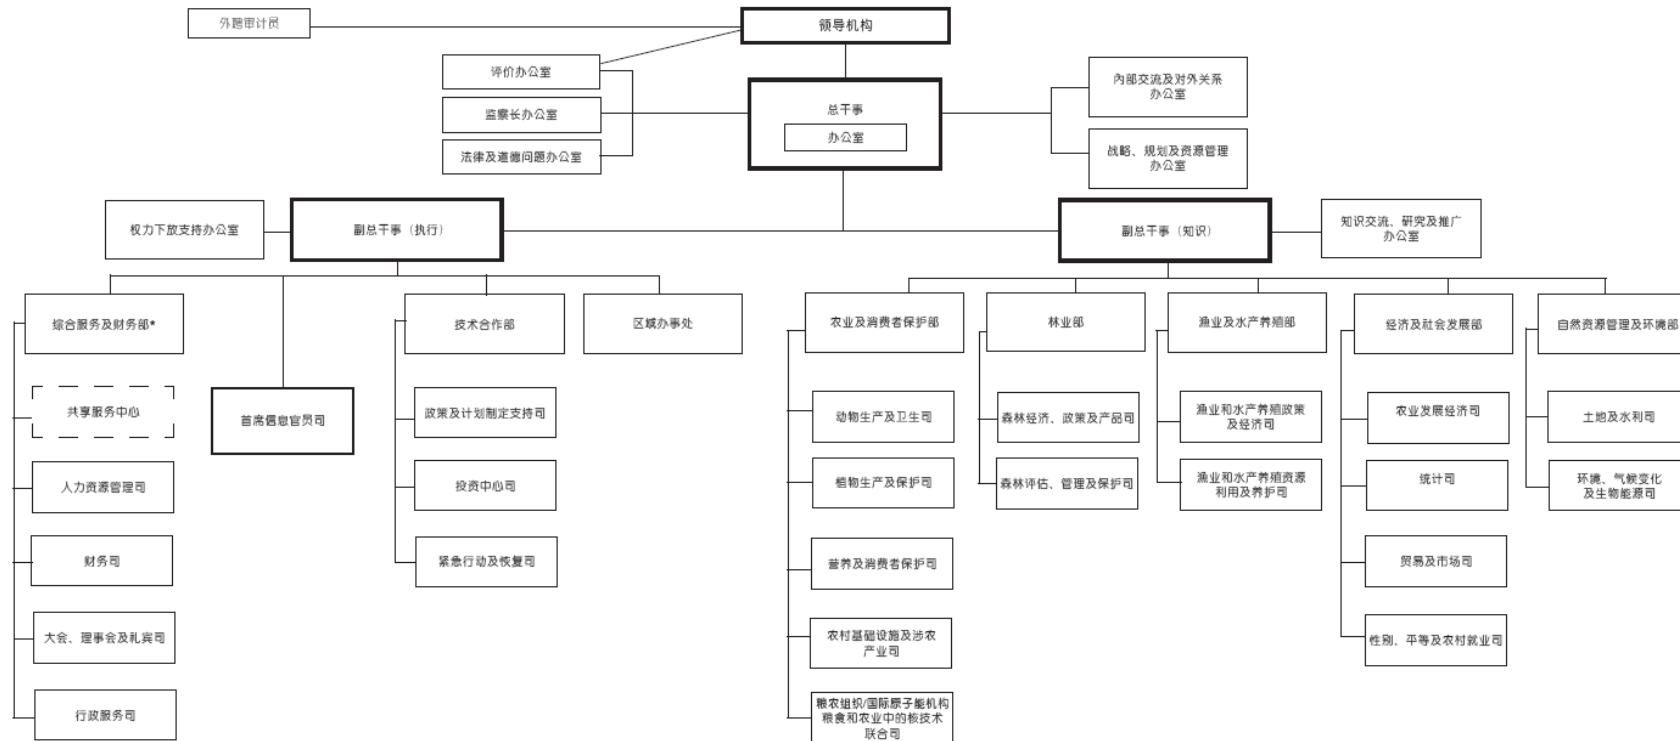 外聘审计员
领导机构
评价办公室
监察长办公室
法律及道德问题办公室
总干事
办公室
内部交流及对外关系
办公室
战略、规划及资源管理
办公室
权力下放支持办公室
副总干事（执行）
副总干事（知识）
知识交流、研究及推广
办公室
综合服务及财务部*
技术合作部
区域办事处
农业及消费者保护部
林业部
渔业及水产养殖部
经济及社会发展部
自然资源管理及环境部
共享服务中心
人力资源管理司
财务司
大会、理事会及礼宾司
行政服务司
首席信息官员司
政策及计划制定支持司
投资中心司
紧急行动及恢复司
动物生产及卫生司
植物生产及保护司
营养及消费者保护司
农村基础设施及涉农
产业司
粮农组织/国际原子能机构
粮食和农业中的核技术
联合司
森林经济、政策及产品司
森林评估、管理及保护司
渔业和水产养殖政策
及经济司
渔业和水产养殖资源
利用及养护司
农业发展经济司
统计司
贸易及市场司
性别、平等及农村就业司
土地及水利司
环境、气候变化
及生物能源司